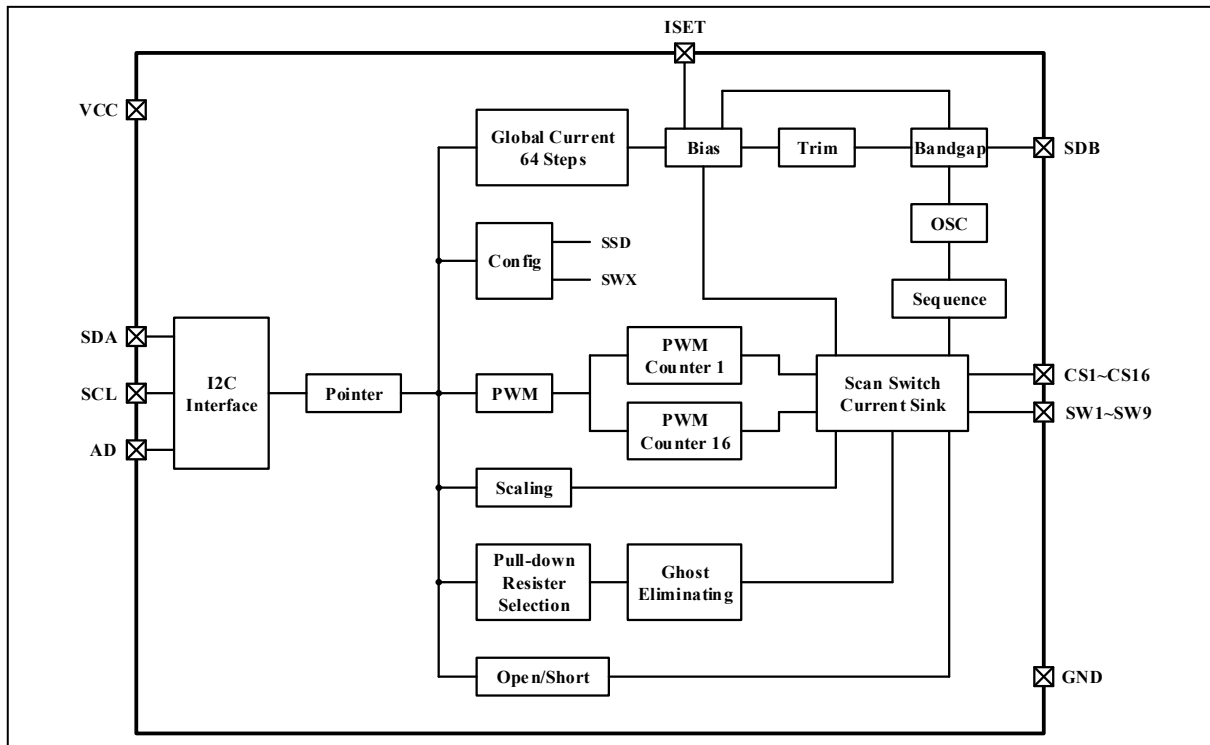 ISET
VCC
Global Current
64 Steps
Bias
Trim
Bandgap
SDB
OSC
Config
SSD
SWX
Sequence
SDA
SCL
AD
I2C
Interface
Pointer
PWM
PWM
Counter 1
PWM
Counter 16
Scan Switch
Current Sink
CS1~CS16
SW1~SW9
Scaling
Pull-down
Resister
Selection
Ghost
Eliminating
Open/Short
GND